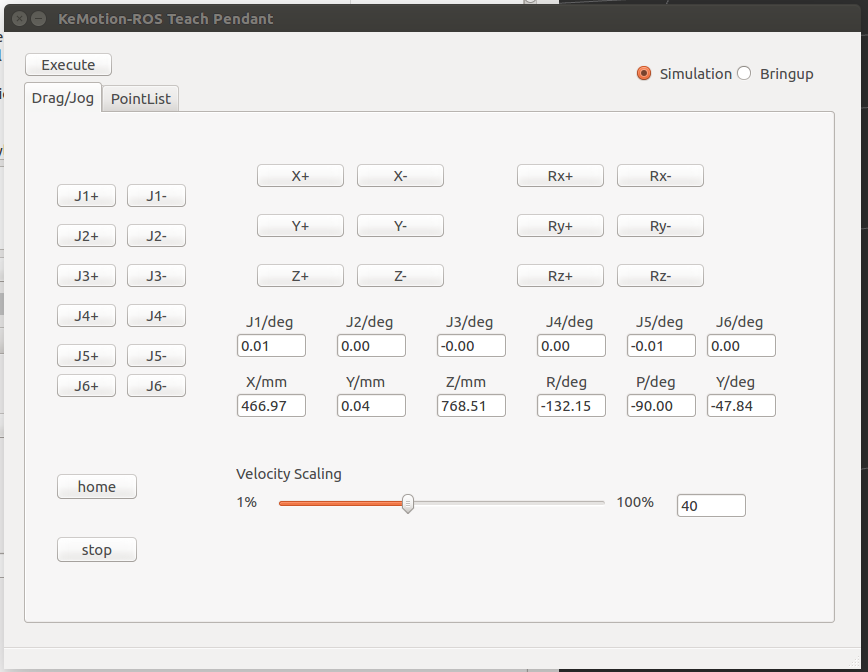 KeMotion-ROS Teach Pendant
Execute
Simulation Bringup
Drag/Jog PointList
X+ X- Rx+ Rx-
J1+ J1-
Y+ Y- Ry+ Ry-
J2+ J2-
Z+ Z- Rz+ Rz-
J3+ J3-
J4+ J4-
J1/deg J2/deg J3/deg J4/deg J5/deg J6/deg
0.01 0.00 -0.00 0.00 -0.01 0.00
J5+ J5-
X/mm Y/mm Z/mm R/deg P/deg Y/deg
J6+ J6-
466.97 0.04 768.51 -132.15 -90.00 -47.84
Velocity Scaling
home
1% 100% 40
stop